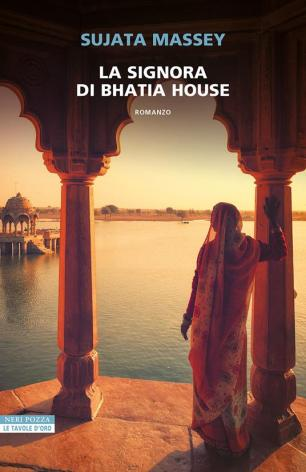 SUJATA MASSEY
LA SIGNORA
DI BHATIA HOUSE
ROMANZO
NERI POZZA
LE TAVOLE D'ORO